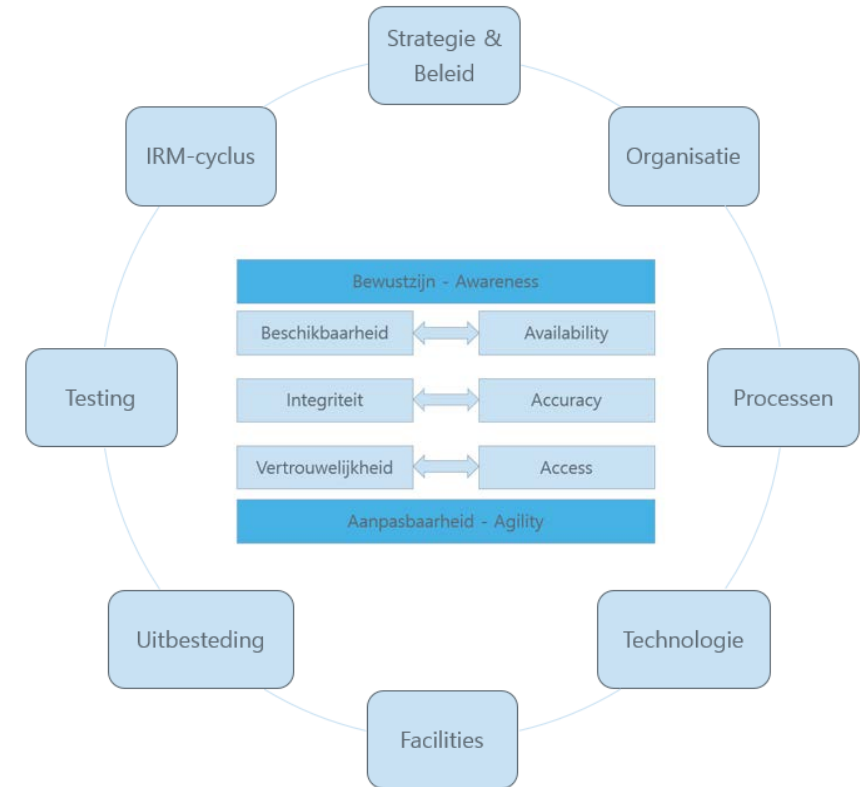 Strategie &
Beleid
IRM-cyclus
Organisatie
Bewustzijn - Awareness
Beschikbaarheid
Availability
Testing
Integriteit
Accuracy
Processen
Vertrouwelijkheid
Access
Aanpasbaarheid - Agility
Uitbesteding
Technologie
Facilities